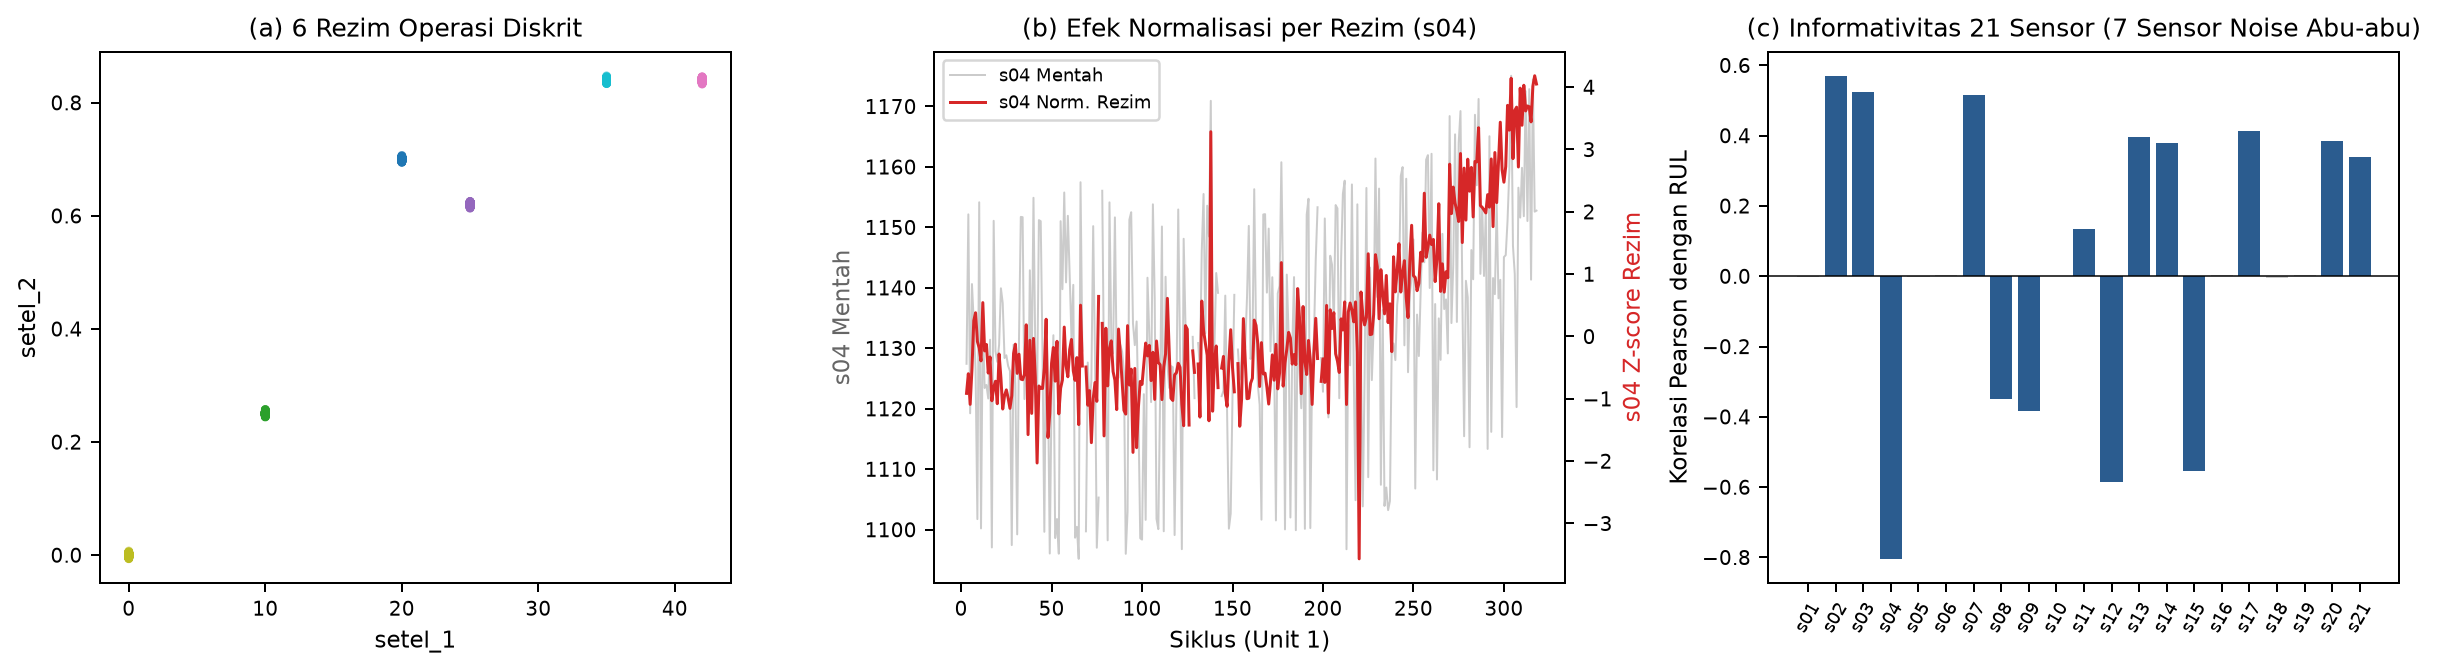 (a) 6 Rezim Operasi Diskrit
setel_2
0.8
0.6
0.4
0.2
0.0
0 10 20 30 40
setel_1
(b) Efek Normalisasi per Rezim (s04)
s04 Mentah
s04 Norm. Rezim
s04 Mentah
1170
1160
1150
1140
1130
1120
1110
1100
4
3
2
1
0
−1
−2
−3
s04 Z-score Rezim
0 50 100 150 200 250 300
Siklus (Unit 1)
(c) Informativitas 21 Sensor (7 Sensor Noise Abu-abu)
Korelasi Pearson dengan RUL
0.6
0.4
0.2
0.0
−0.2
−0.4
−0.6
−0.8
s01 s02 s03 s04 s05 s06 s07 s08 s09 s10 s11 s12 s13 s14 s15 s16 s17 s18 s19 s20 s21